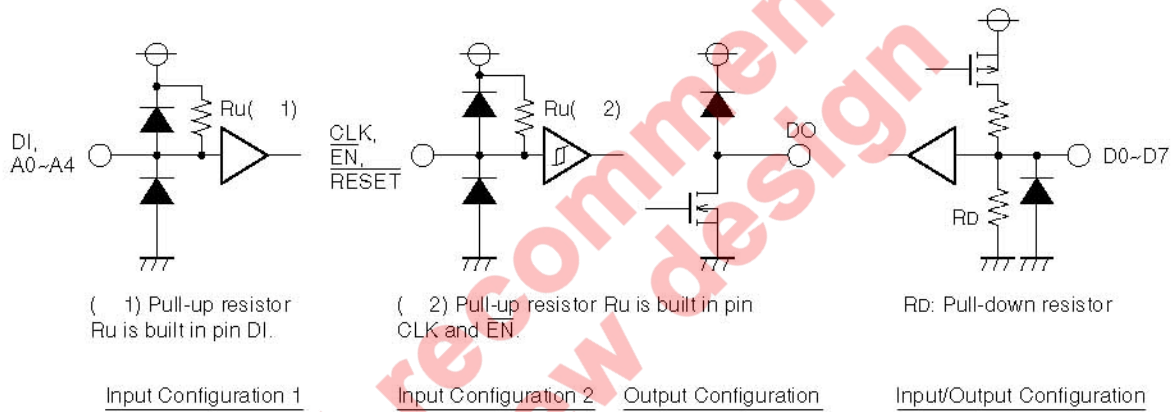 DI,
A0~A4
Ru( 1)
CLK,
EN,
RESET
Ru( 2)
DO
D0~D7
RD
( 1) Pull-up resistor
Ru is built in pin DI.
( 2) Pull-up resistor Ru is built in pin
CLK and EN.
RD: Pull-down resistor
Input Configuration 1
Input Configuration 2
Output Configuration
Input/Output Configuration
recommen
w design